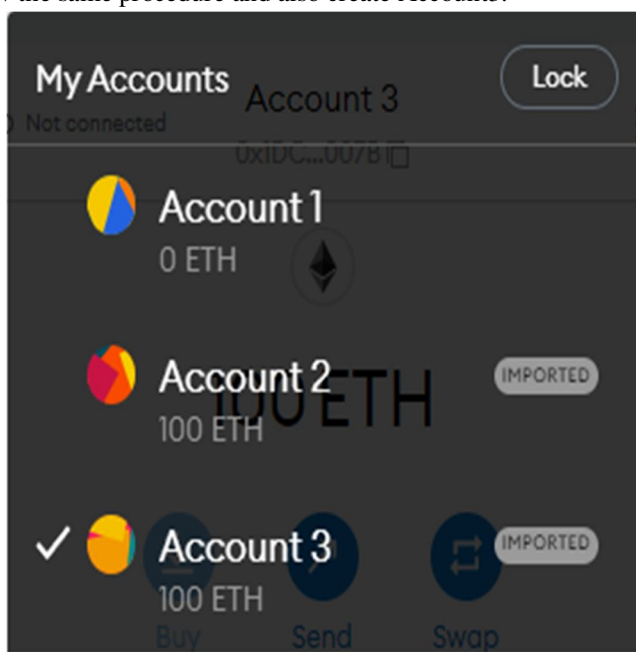 My Accounts
Lock
Account 3
Not connected
0x1DC...007B
Account 1
0 ETH
Account 2
IMPORTED
100 ETH
100 ETH
Account 3
IMPORTED
100 ETH
Buy Send Swap